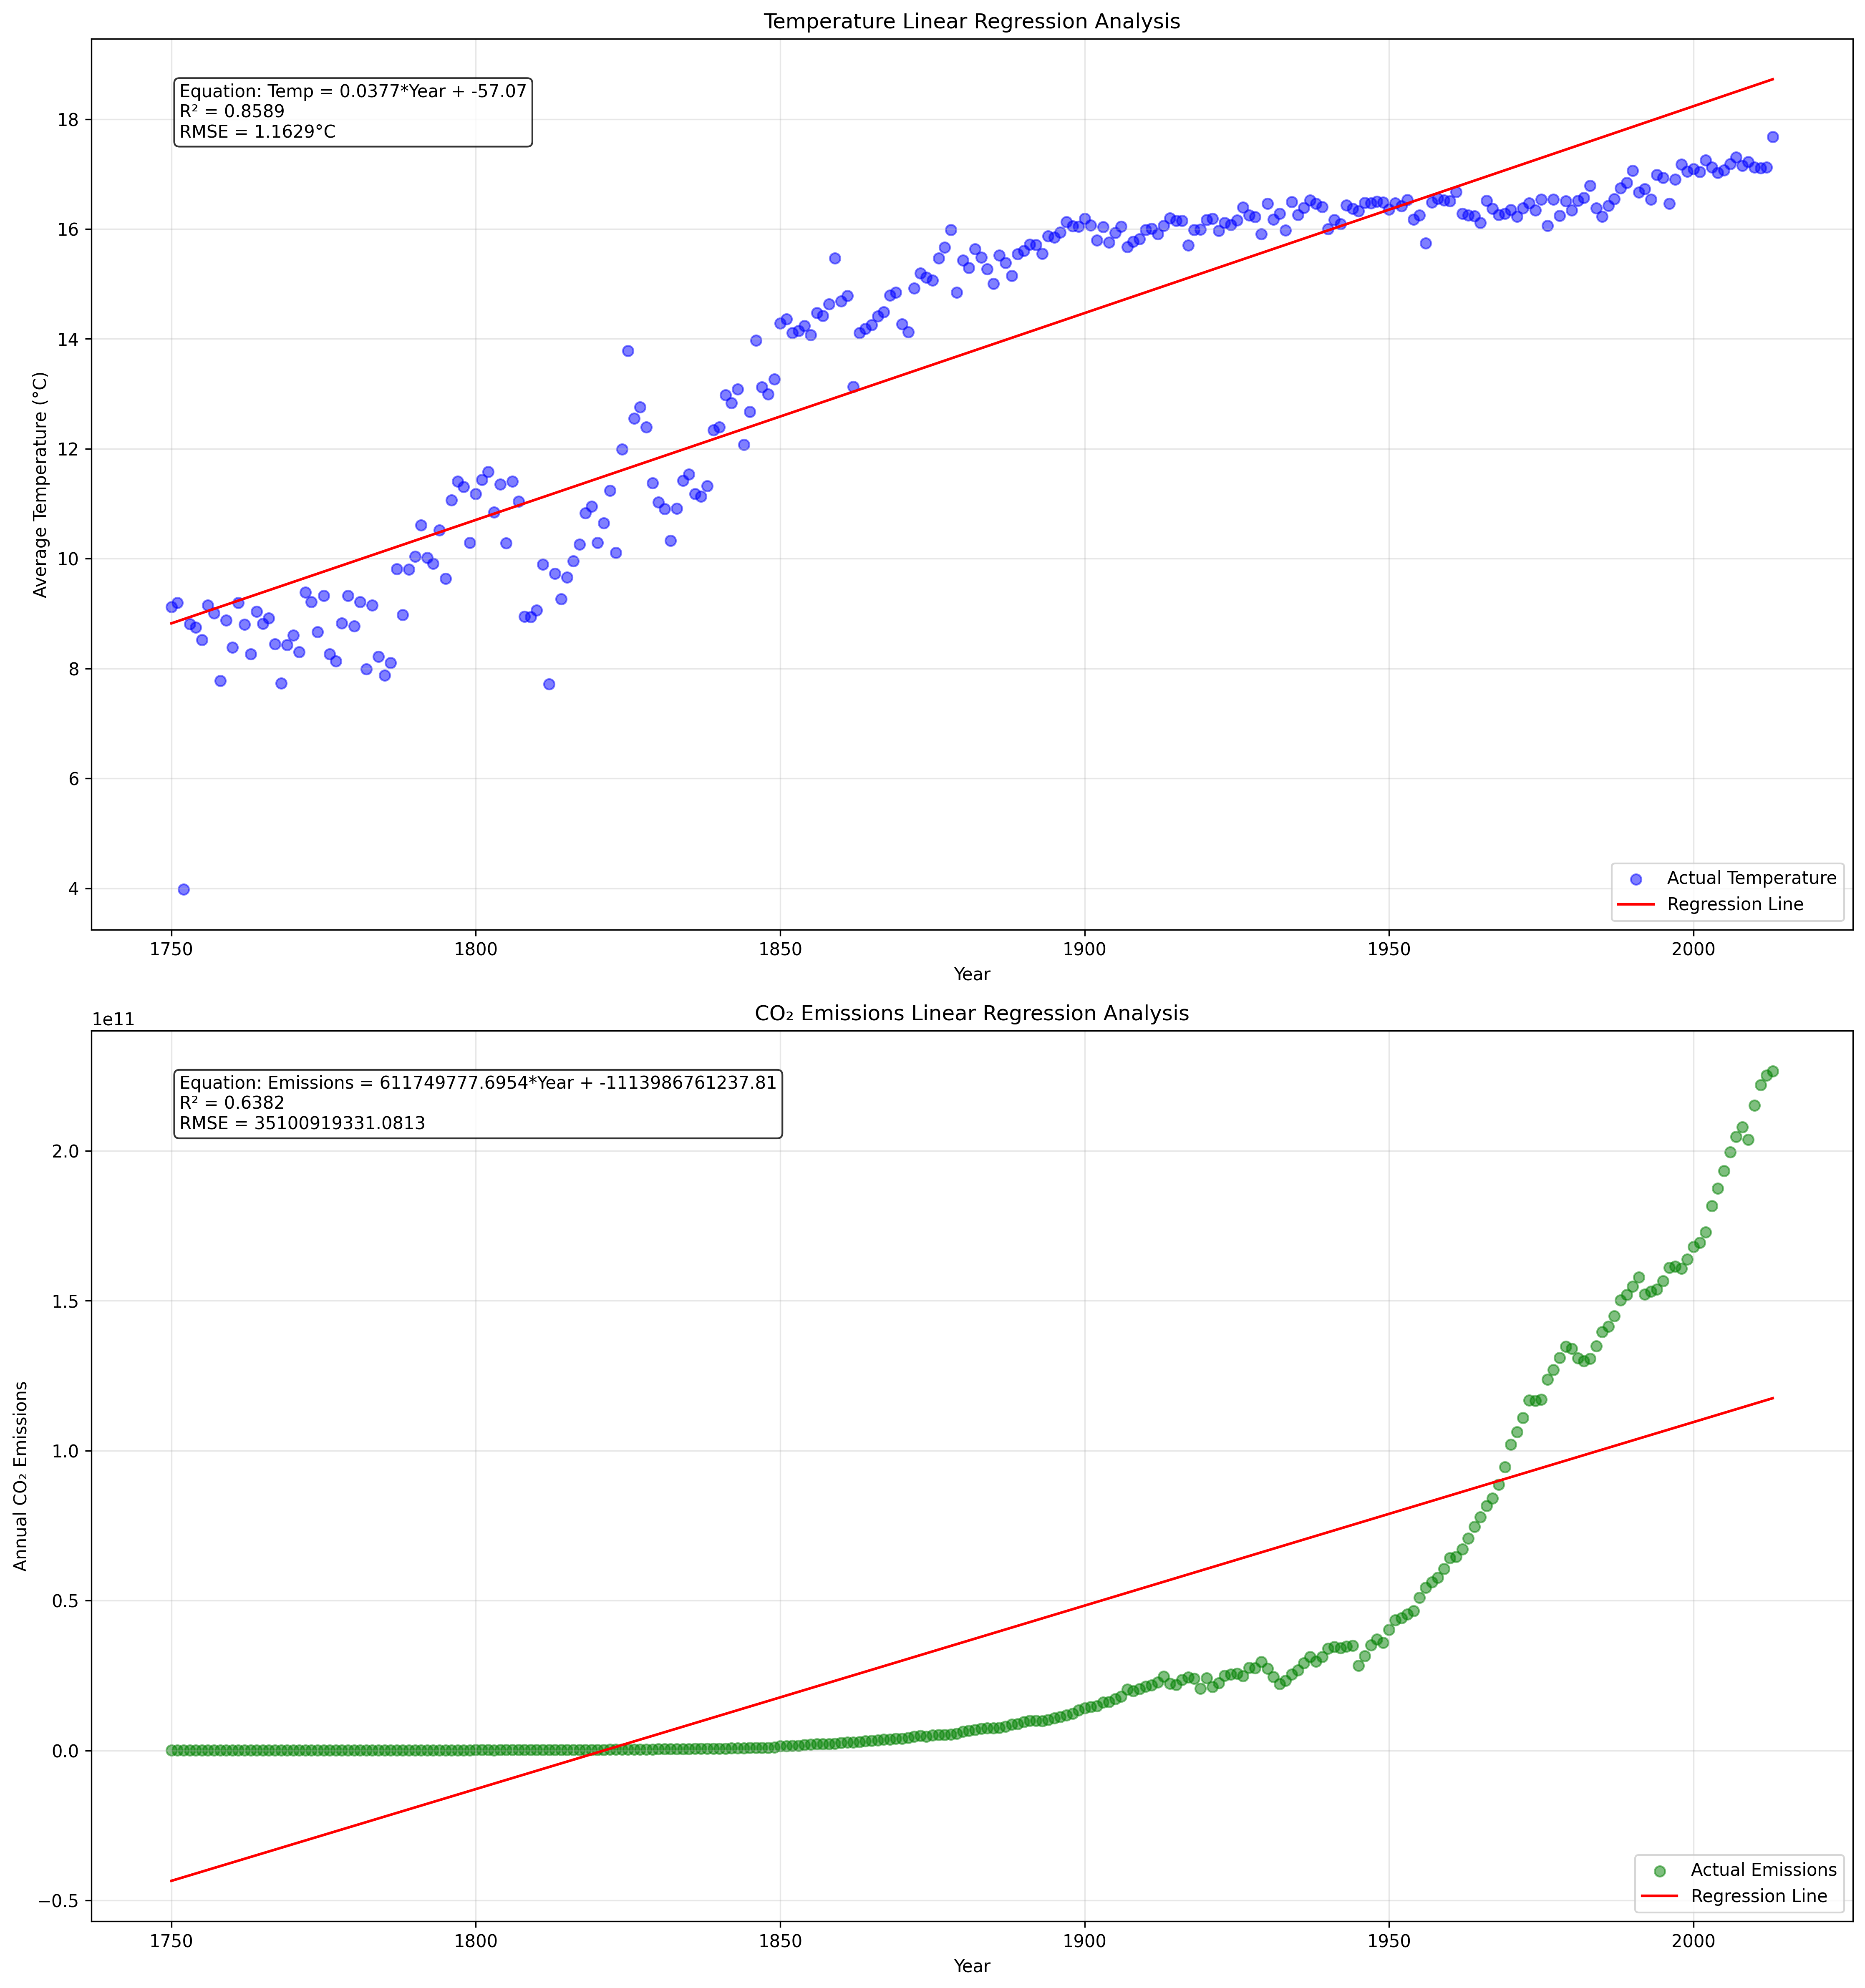 Temperature Linear Regression Analysis
Equation: Temp = 0.0377*Year + -57.07
R² = 0.8589
RMSE = 1.1629°C
18
16
14
12
10
8
6
4
Average Temperature (°C)
Actual Temperature
Regression Line
1750 1800 1850 1900 1950 2000
Year
CO₂ Emissions Linear Regression Analysis
1e11
Equation: Emissions = 611749777.6954*Year + -1113986761237.81
R² = 0.6382
RMSE = 35100919331.0813
2.0
1.5
1.0
0.5
0.0
−0.5
Annual CO₂ Emissions
Actual Emissions
Regression Line
1750 1800 1850 1900 1950 2000
Year